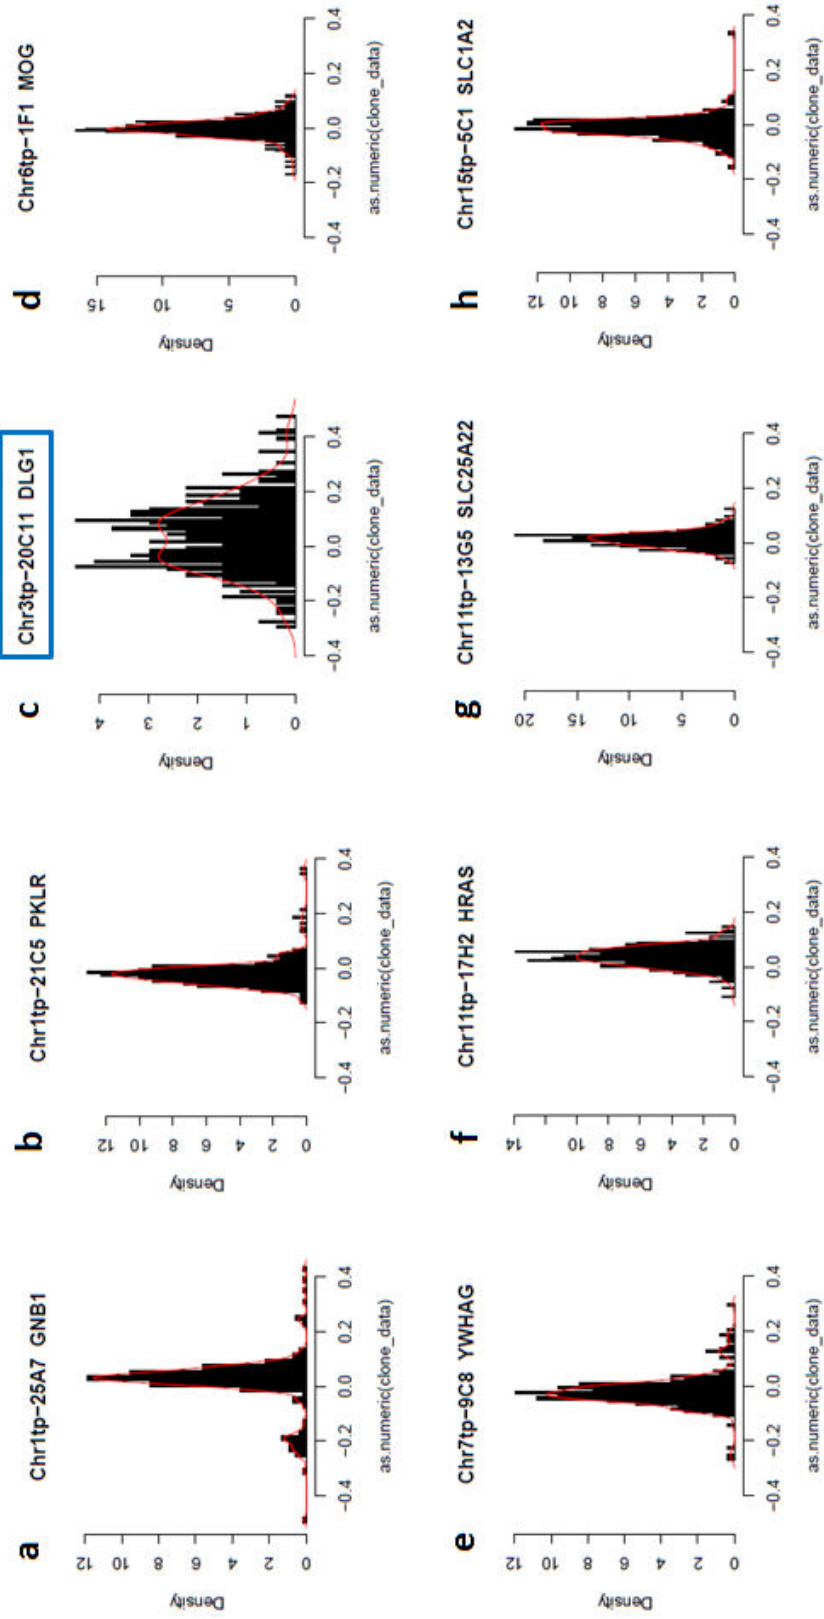 a
Chr1tp-25A7 GNB1
Density
0 2 4 6 8 10 12
-0.4 -0.2 0.0 0.2 0.4
as.numeric(clone_data)
b
Chr1tp-21C5 PKLR
Density
0 2 4 6 8 10 12
-0.4 -0.2 0.0 0.2 0.4
as.numeric(clone_data)
c
Chr3tp-20C11 DLG1
Density
0 1 2 3 4
-0.4 -0.2 0.0 0.2 0.4
as.numeric(clone_data)
d
Chr6tp-1F1 MOG
Density
0 5 10 15
-0.4 -0.2 0.0 0.2 0.4
as.numeric(clone_data)
e
Chr7tp-9C8 YWHAG
Density
0 2 4 6 8 10 12
-0.4 -0.2 0.0 0.2 0.4
as.numeric(clone_data)
f
Chr11tp-17H2 HRAS
Density
0 2 4 6 8 10 14
-0.4 -0.2 0.0 0.2 0.4
as.numeric(clone_data)
g
Chr11tp-13G5 SLC25A22
Density
0 5 10 15 20
-0.4 -0.2 0.0 0.2 0.4
as.numeric(clone_data)
h
Chr15tp-5C1 SLC1A2
Density
0 2 4 6 8 10 12
-0.4 -0.2 0.0 0.2 0.4
as.numeric(clone_data)